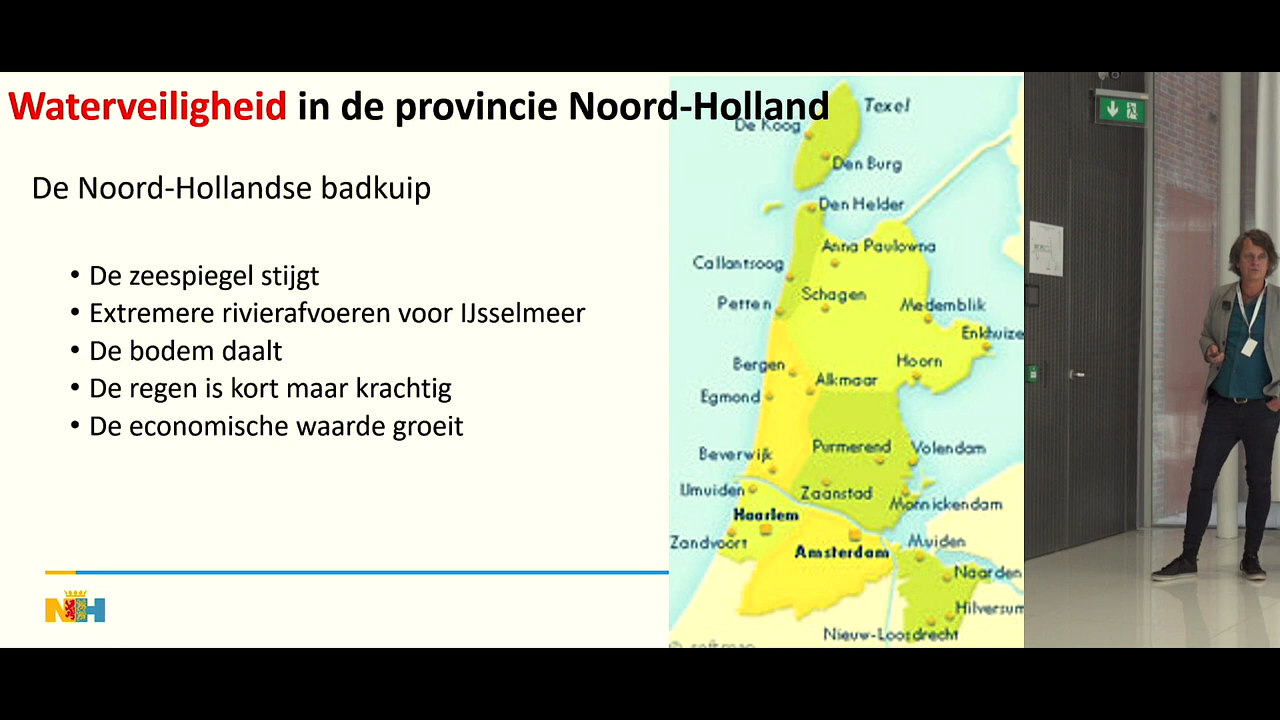 Waterveiligheid in de provincie Noord-Holland
De Noord-Hollandse badkuip
• De zeespiegel stijgt
• Extremere rivierafvoeren voor IJsselmeer
• De bodem daalt
• De regen is kort maar krachtig
• De economische waarde groeit
NH
Texel
De Koog
Den Burg
Den Helder
Anna Paulowna
Callantsoog
Schagen
Petten
Medemblik
Enkhuize
Hoorn
Bergen
Alkmaar
Egmond
Purmerend
Volendam
Beverwijk
IJmuiden
Zaanstad
Monnickendam
Haarlem
Zandvoort
Amsterdam
Muiden
Naarden
Hilversum
Nieuw-Loosdrecht